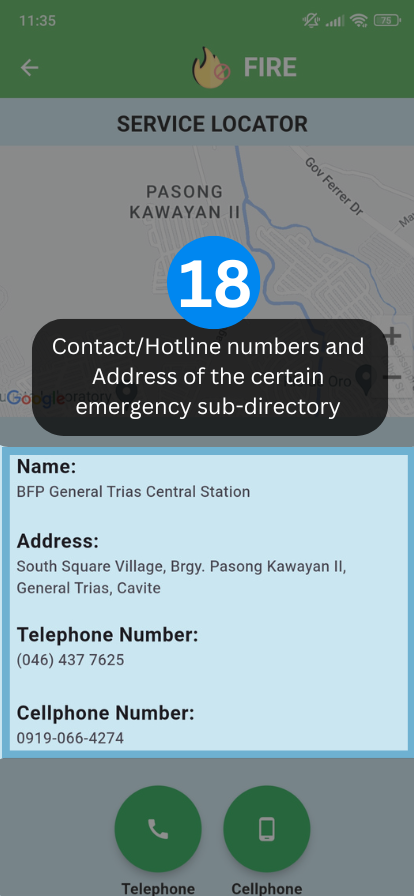 11:35
75
FIRE
SERVICE LOCATOR
Gov Ferrer Dr
PASONG
KAWAYAN II
18
Contact/Hotline numbers and
Address of the certain
emergency sub-directory
Oro
Google
Name:
BFP General Trias Central Station
Address:
South Square Village, Brgy. Pasong Kawayan II,
General Trias, Cavite
Telephone Number:
(046) 437 7625
Cellphone Number:
0919-066-4274
Telephone
Cellphone